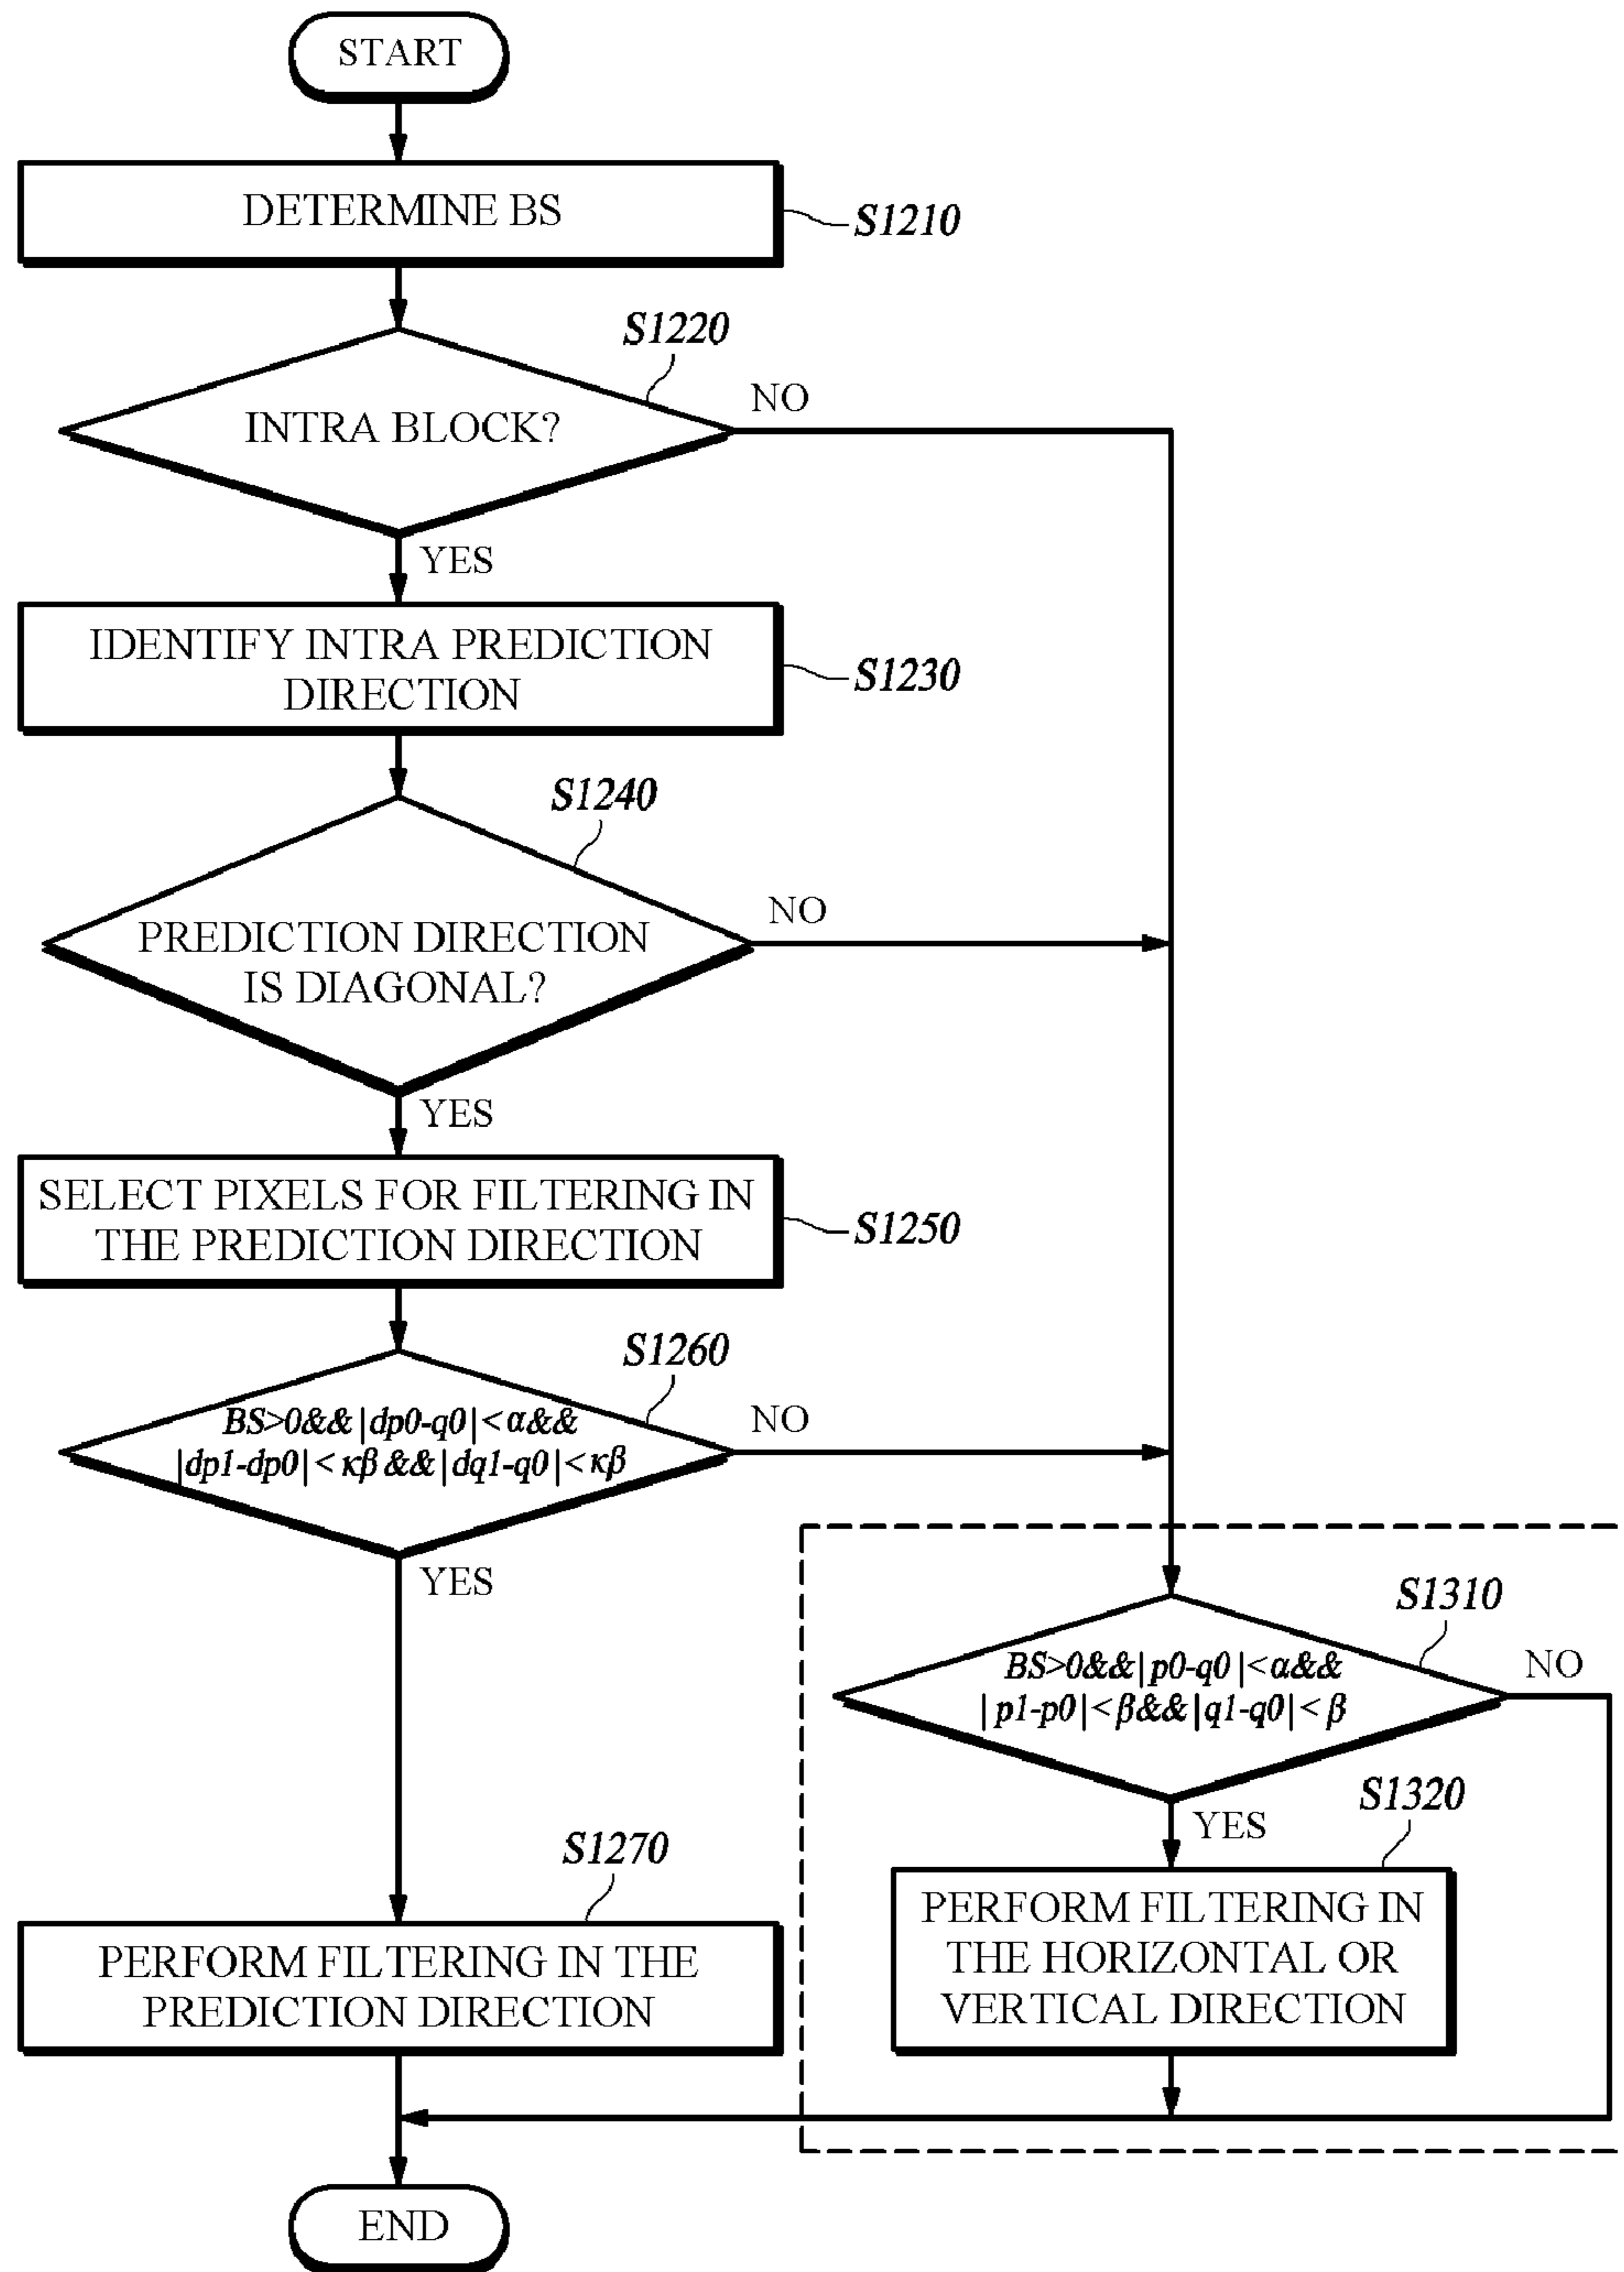 START
DETERMINE BS
S1210
S1220
INTRA BLOCK?
NO
YES
IDENTIFY INTRA PREDICTION
DIRECTION
S1230
S1240
PREDICTION DIRECTION
IS DIAGONAL?
NO
YES
SELECT PIXELS FOR FILTERING IN
THE PREDICTION DIRECTION
S1250
S1260
BS>0&&|dp0-q0|<α&&
|dp1-dp0|<κβ&&|dq1-q0|<κβ
NO
YES
S1310
BS>0&&|p0-q0|<α&&
|p1-p0|<β&&|q1-q0|<β
NO
YES
S1320
PERFORM FILTERING IN
THE HORIZONTAL OR
VERTICAL DIRECTION
S1270
PERFORM FILTERING IN THE
PREDICTION DIRECTION
END